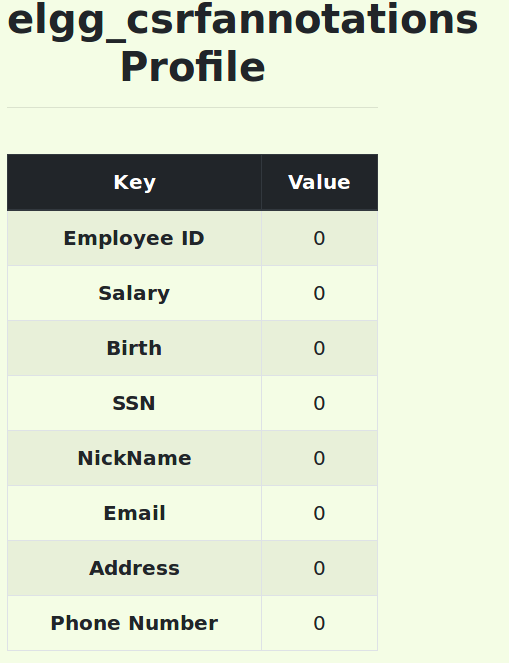 elgg_csrfannotations
Profile
Key Value
Employee ID 0
Salary 0
Birth 0
SSN 0
NickName 0
Email 0
Address 0
Phone Number 0